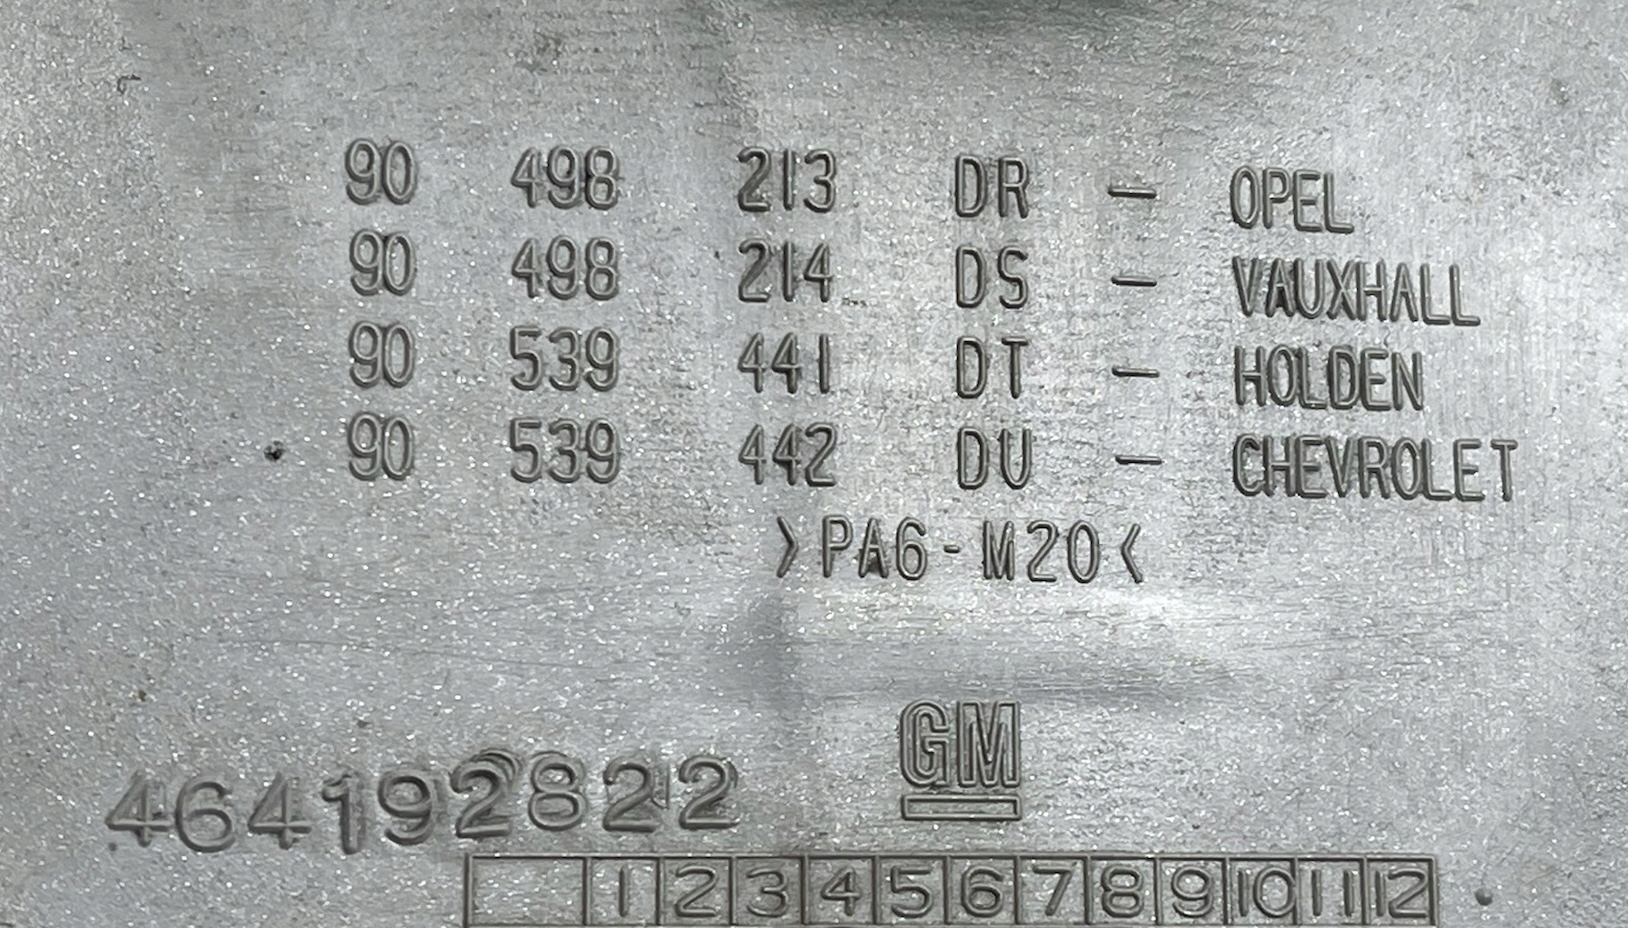 90 498 213 DR - OPEL
90 498 214 DS - VAUXHALL
90 539 441 DT - HOLDEN
90 539 442 DU - CHEVROLET
>PA6-M20<
GM
464192822
1 2 3 4 5 6 7 8 9 10 11 12